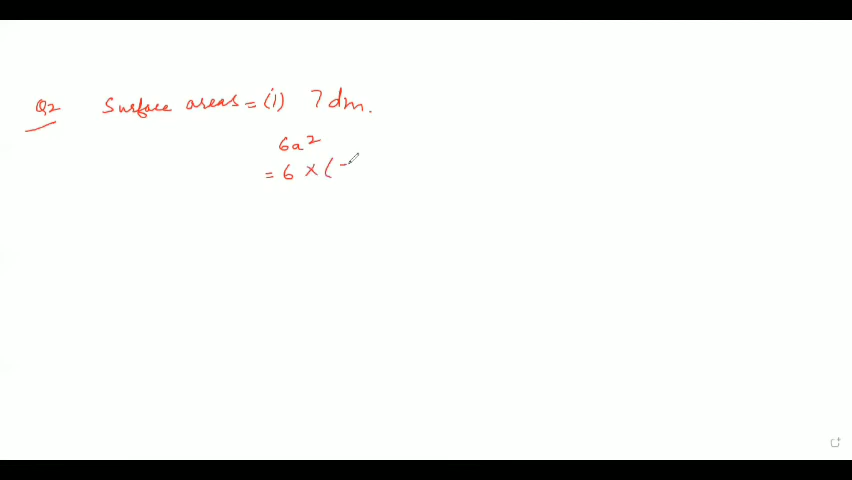 Q2 Surface areas = (i) 7 dm.
6a²
= 6 × (